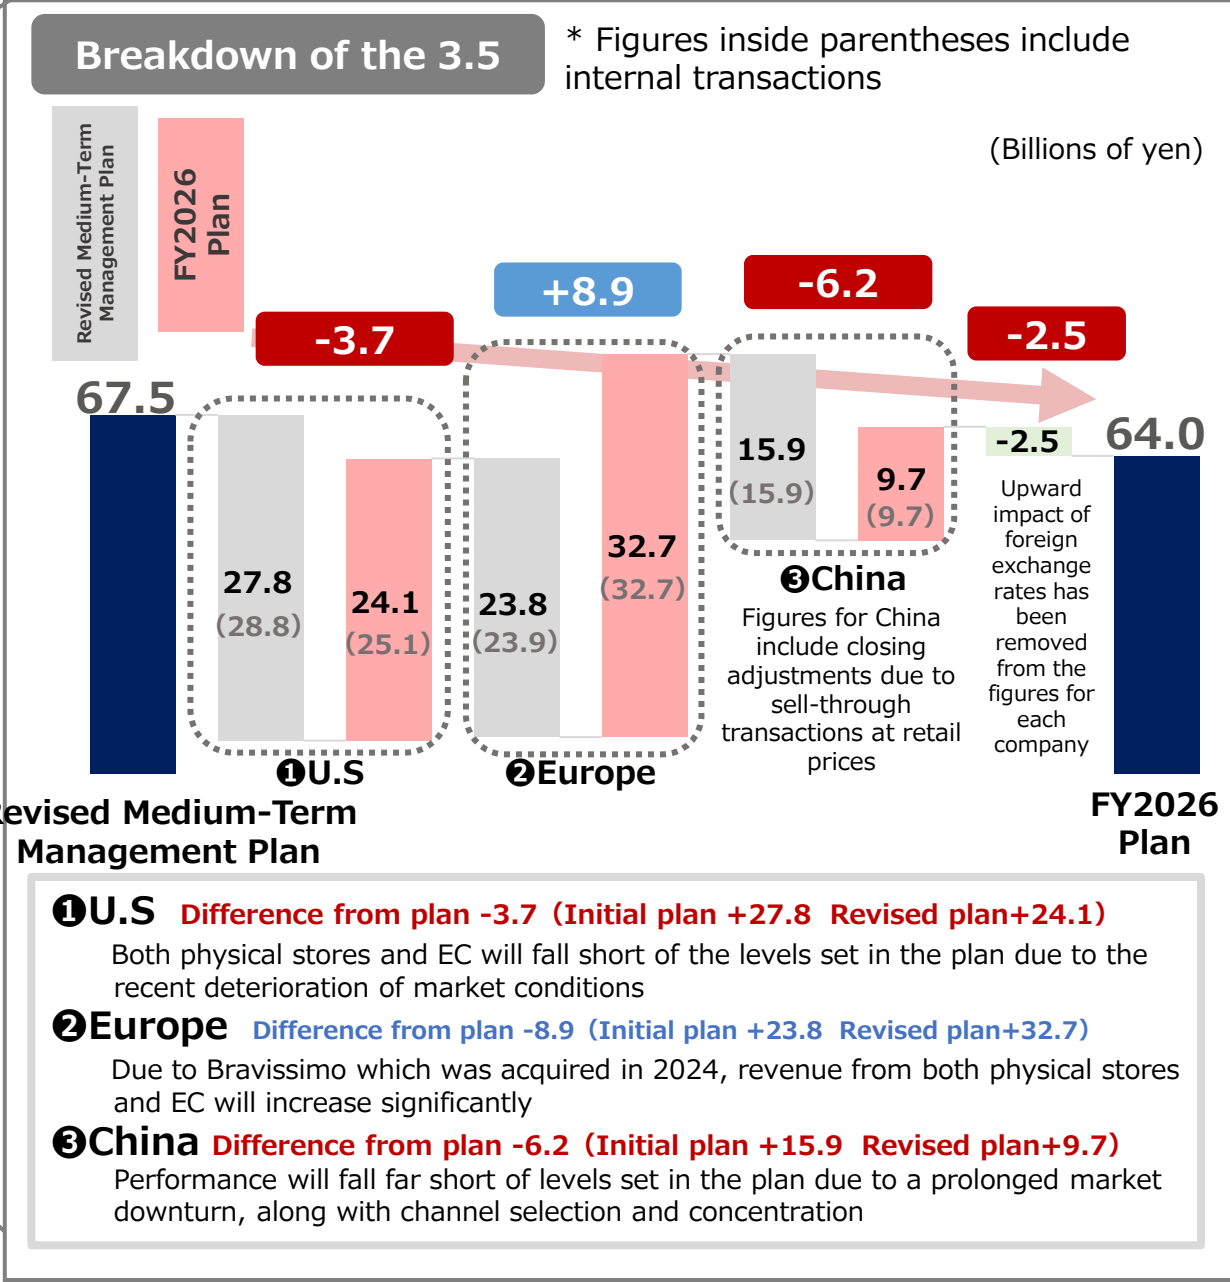 Breakdown of the 3.5
* Figures inside parentheses include
internal transactions
(Billions of yen)
Revised Medium-Term
Management Plan
FY2026
Plan
-3.7
+8.9
-6.2
-2.5
67.5
27.8
(28.8)
24.1
(25.1)
23.8
(23.9)
32.7
(32.7)
15.9
(15.9)
9.7
(9.7)
-2.5
64.0
❶U.S
❷Europe
❸China
Figures for China
include closing
adjustments due to
sell-through
transactions at retail
prices
Upward
impact of
foreign
exchange
rates has
been
removed
from the
figures for
each
company
evised Medium-Term
Management Plan
FY2026
Plan
❶U.S Difference from plan -3.7（Initial plan +27.8 Revised plan+24.1）
Both physical stores and EC will fall short of the levels set in the plan due to the
recent deterioration of market conditions
❷Europe Difference from plan -8.9（Initial plan +23.8 Revised plan+32.7）
Due to Bravissimo which was acquired in 2024, revenue from both physical stores
and EC will increase significantly
❸China Difference from plan -6.2（Initial plan +15.9 Revised plan+9.7）
Performance will fall far short of levels set in the plan due to a prolonged market
downturn, along with channel selection and concentration